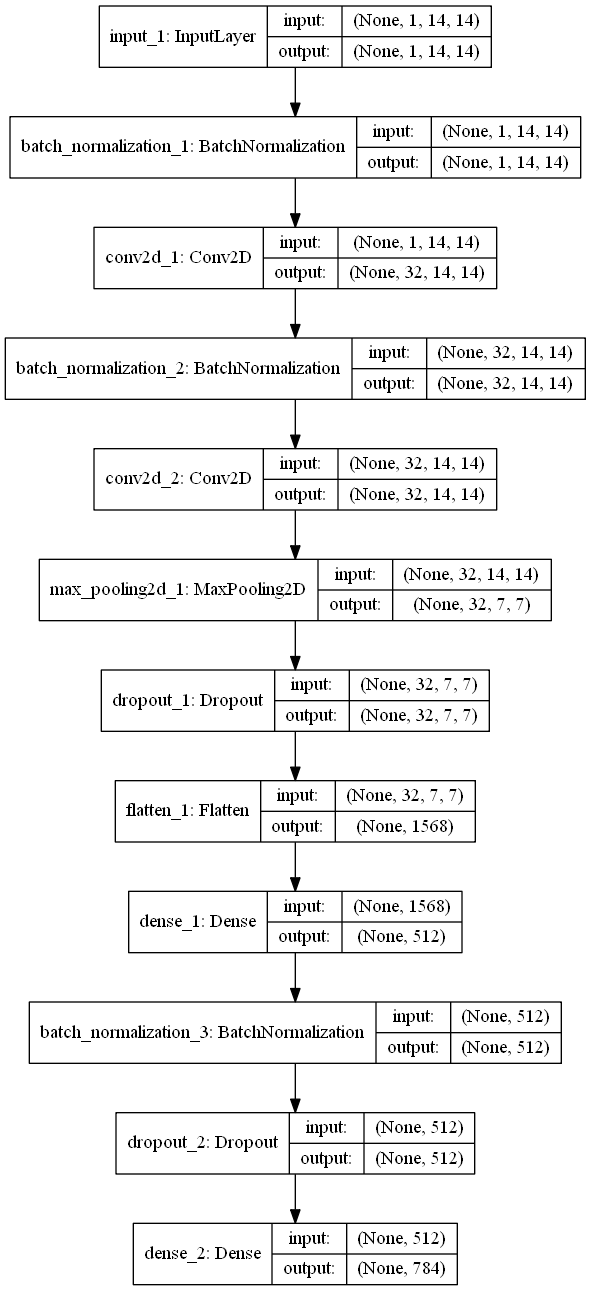 input_1: InputLayer
input: (None, 1, 14, 14)
output: (None, 1, 14, 14)
batch_normalization_1: BatchNormalization
input: (None, 1, 14, 14)
output: (None, 1, 14, 14)
conv2d_1: Conv2D
input: (None, 1, 14, 14)
output: (None, 32, 14, 14)
batch_normalization_2: BatchNormalization
input: (None, 32, 14, 14)
output: (None, 32, 14, 14)
conv2d_2: Conv2D
input: (None, 32, 14, 14)
output: (None, 32, 14, 14)
max_pooling2d_1: MaxPooling2D
input: (None, 32, 14, 14)
output: (None, 32, 7, 7)
dropout_1: Dropout
input: (None, 32, 7, 7)
output: (None, 32, 7, 7)
flatten_1: Flatten
input: (None, 32, 7, 7)
output: (None, 1568)
dense_1: Dense
input: (None, 1568)
output: (None, 512)
batch_normalization_3: BatchNormalization
input: (None, 512)
output: (None, 512)
dropout_2: Dropout
input: (None, 512)
output: (None, 512)
dense_2: Dense
input: (None, 512)
output: (None, 784)